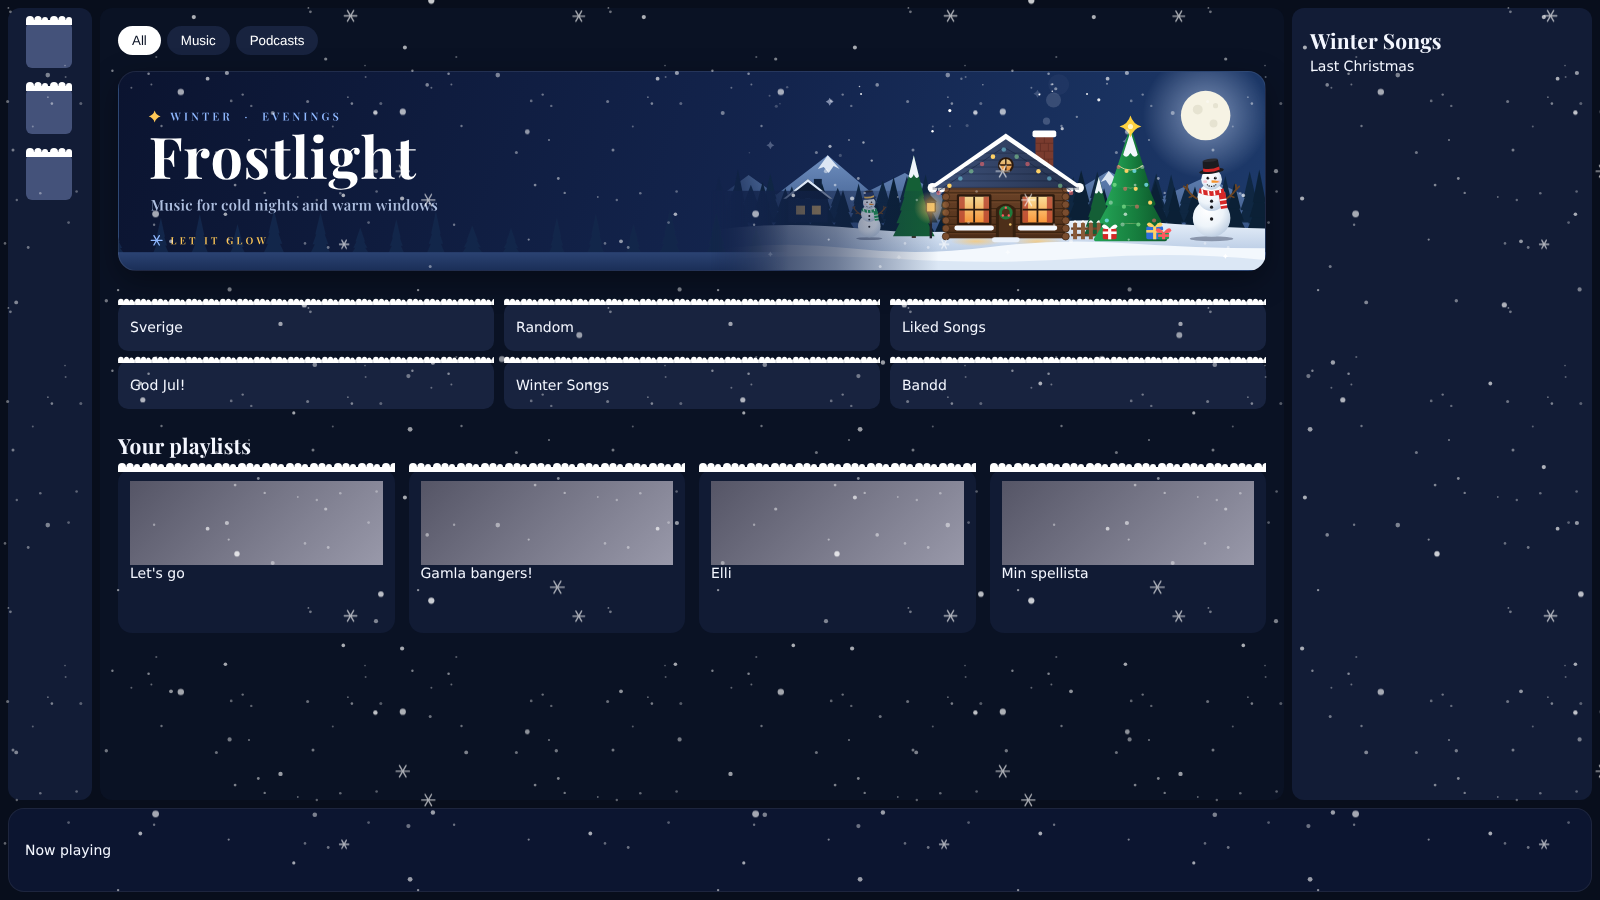 All
Music
Podcasts
WINTER · EVENINGS
Frostlight
Music for cold nights and warm windows
LET IT GLOW
Sverige
Random
Liked Songs
God Jul!
Winter Songs
Bandd
Your playlists
Let's go
Gamla bangers!
Elli
Min spellista
Winter Songs
Last Christmas
Now playing